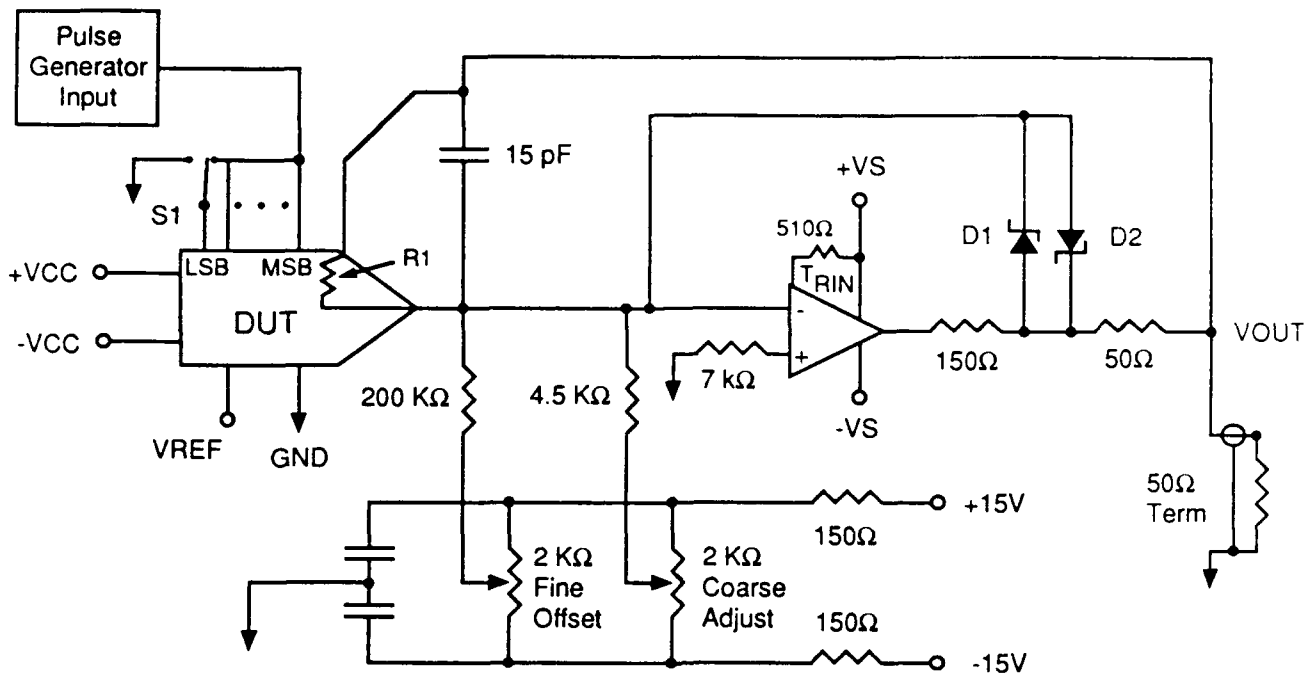 Pulse
Generator
Input
15 pF
+VS
S1
510Ω
D1
D2
LSB
MSB
R1
TRIN
+VCC
DUT
-
VOUT
-VCC
+
150Ω
50Ω
7 kΩ
200 KΩ
4.5 KΩ
-VS
VREF
GND
50Ω
Term
+15V
150Ω
2 KΩ
Fine
Offset
2 KΩ
Coarse
Adjust
150Ω
-15V